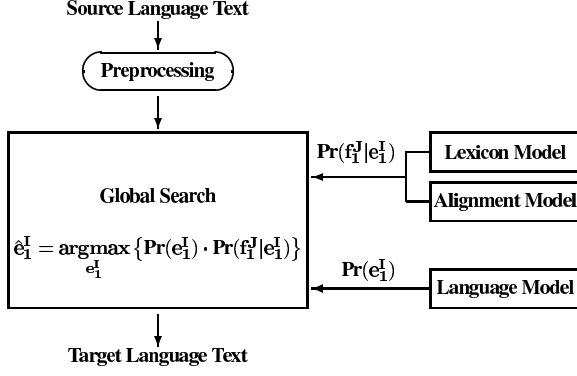 Source Language Text
Preprocessing
Pr(f₁ᴶ|e₁ᴵ)
Lexicon Model
Global Search
Alignment Model
ê₁ᴵ = argmax {Pr(e₁ᴵ) · Pr(f₁ᴶ|e₁ᴵ)}
e₁ᴵ
Pr(e₁ᴵ)
Language Model
Target Language Text